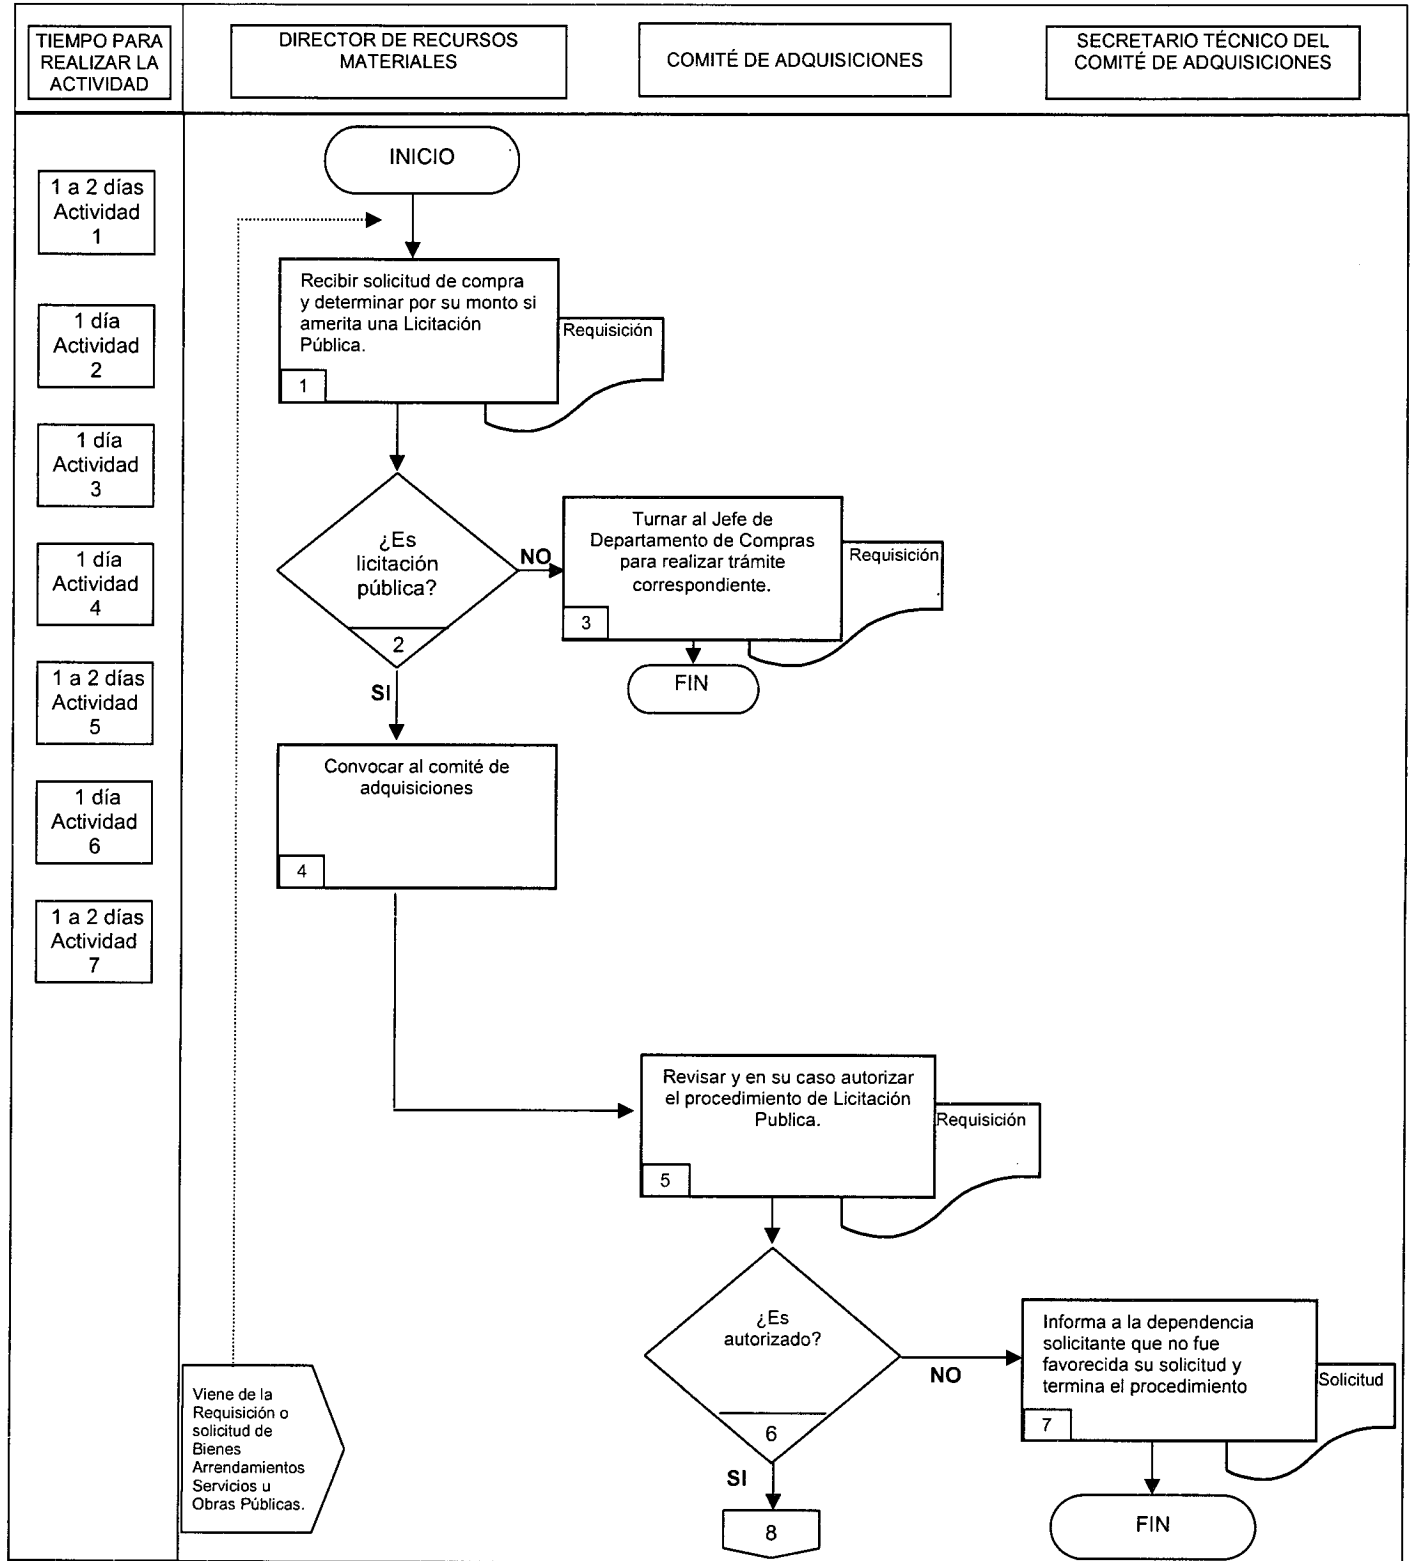 TIEMPO PARA
REALIZAR LA
ACTIVIDAD
DIRECTOR DE RECURSOS
MATERIALES
COMITÉ DE ADQUISICIONES
SECRETARIO TÉCNICO DEL
COMITÉ DE ADQUISICIONES
1 a 2 días
Actividad
1
1 día
Actividad
2
1 día
Actividad
3
1 día
Actividad
4
1 a 2 días
Actividad
5
1 día
Actividad
6
1 a 2 días
Actividad
7
INICIO
Recibir solicitud de compra
y determinar por su monto si
amerita una Licitación
Pública.
1
Requisición
¿Es
licitación
pública?
2
NO
SI
Turnar al Jefe de
Departamento de Compras
para realizar trámite
correspondiente.
3
Requisición
FIN
Convocar al comité de
adquisiciones
4
Revisar y en su caso autorizar
el procedimiento de Licitación
Publica.
5
Requisición
¿Es
autorizado?
6
NO
SI
8
Informa a la dependencia
solicitante que no fue
favorecida su solicitud y
termina el procedimiento
7
Solicitud
FIN
Viene de la
Requisición o
solicitud de
Bienes
Arrendamientos
Servicios u
Obras Públicas.